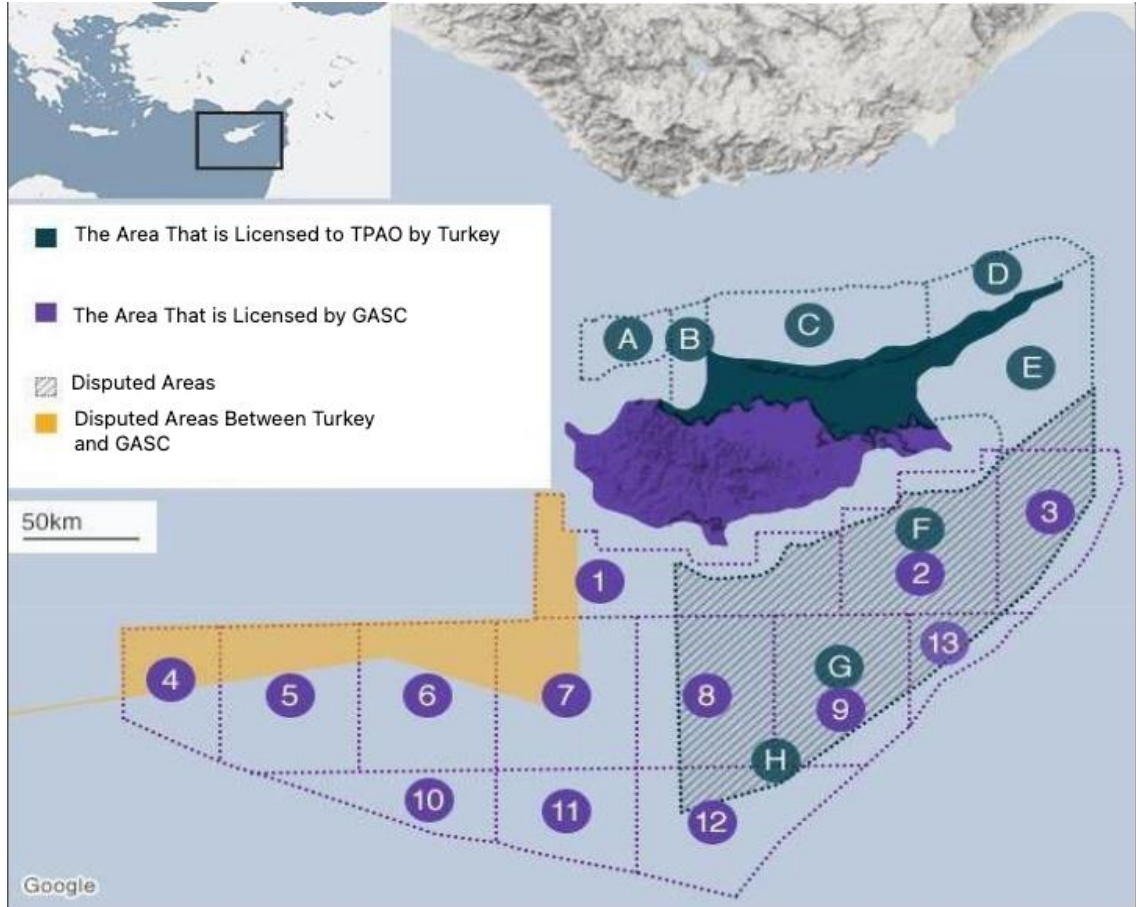 The Area That is Licensed to TPAO by Turkey
The Area That is Licensed by GASC
Disputed Areas
Disputed Areas Between Turkey
and GASC
50km
D
C
A
B
E
3
F
2
1
13
G
4
5
6
7
8
9
H
10
11
12
Google